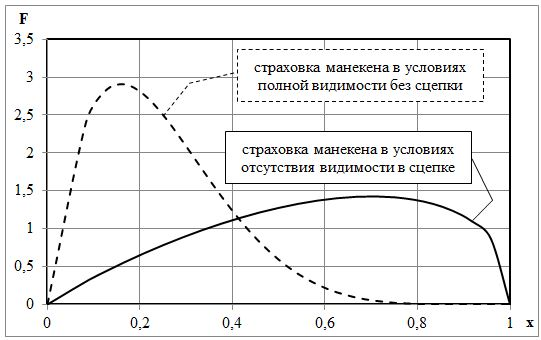 F
3,5
3
2,5
2
1,5
1
0,5
0
страховка манекена в условиях
полной видимости без сцепки
страховка манекена в условиях
отсутствия видимости в сцепке
0
0,2
0,4
0,6
0,8
1
x